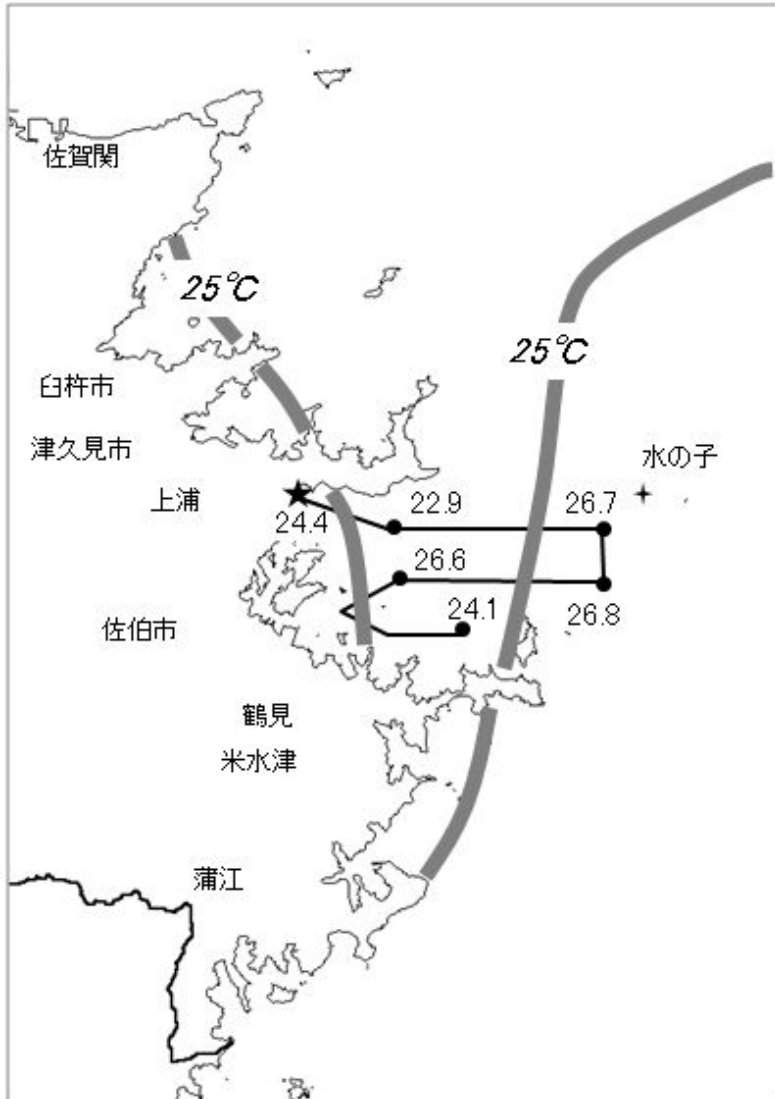 佐賀関
25°C
25°C
臼杵市
津久見市
水の子
上浦
24.4
22.9
26.7
26.6
26.8
24.1
佐伯市
鶴見
米水津
蒲江